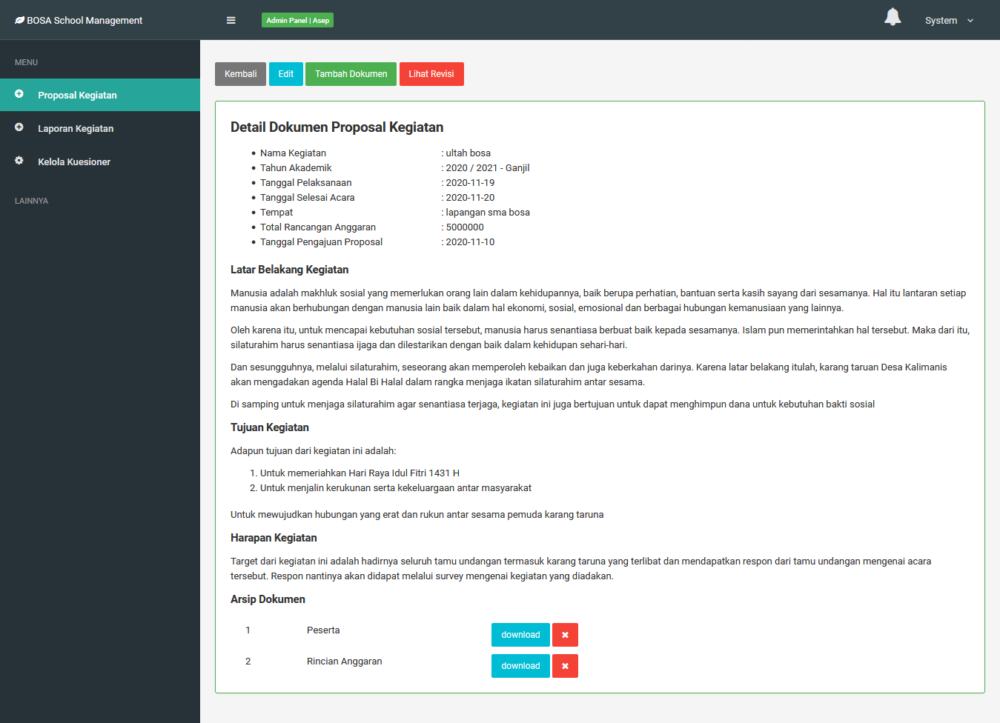 BOSA School Management
Admin Panel | Asep
System
MENU
Proposal Kegiatan
Laporan Kegiatan
Kelola Kuesioner
LAINNYA
Kembali
Edit
Tambah Dokumen
Lihat Revisi
Detail Dokumen Proposal Kegiatan
• Nama Kegiatan : ultah bosa
• Tahun Akademik : 2020 / 2021 - Ganjil
• Tanggal Pelaksanaan : 2020-11-19
• Tanggal Selesai Acara : 2020-11-20
• Tempat : lapangan sma bosa
• Total Rancangan Anggaran : 5000000
• Tanggal Pengajuan Proposal : 2020-11-10
Latar Belakang Kegiatan
Manusia adalah makhluk sosial yang memerlukan orang lain dalam kehidupannya, baik berupa perhatian, bantuan serta kasih sayang dari sesamanya. Hal itu lantaran setiap
manusia akan berhubungan dengan manusia lain baik dalam hal ekonomi, sosial, emosional dan berbagai hubungan kemanusiaan yang lainnya.
Oleh karena itu, untuk mencapai kebutuhan sosial tersebut, manusia harus senantiasa berbuat baik kepada sesamanya. Islam pun memerintahkan hal tersebut. Maka dari itu,
silaturahim harus senantiasa ijaga dan dilestarikan dengan baik dalam kehidupan sehari-hari.
Dan sesungguhnya, melalui silaturahim, seseorang akan memperoleh kebaikan dan juga keberkahan darinya. Karena latar belakang itulah, karang taruan Desa Kalimanis
akan mengadakan agenda Halal Bi Halal dalam rangka menjaga ikatan silaturahim antar sesama.
Di samping untuk menjaga silaturahim agar senantiasa terjaga, kegiatan ini juga bertujuan untuk dapat menghimpun dana untuk kebutuhan bakti sosial
Tujuan Kegiatan
Adapun tujuan dari kegiatan ini adalah:
1. Untuk memeriahkan Hari Raya Idul Fitri 1431 H
2. Untuk menjalin kerukunan serta kekeluargaan antar masyarakat
Untuk mewujudkan hubungan yang erat dan rukun antar sesama pemuda karang taruna
Harapan Kegiatan
Target dari kegiatan ini adalah hadirnya seluruh tamu undangan termasuk karang taruna yang terlibat dan mendapatkan respon dari tamu undangan mengenai acara
tersebut. Respon nantinya akan didapat melalui survey mengenai kegiatan yang diadakan.
Arsip Dokumen
1 Peserta download
2 Rincian Anggaran download